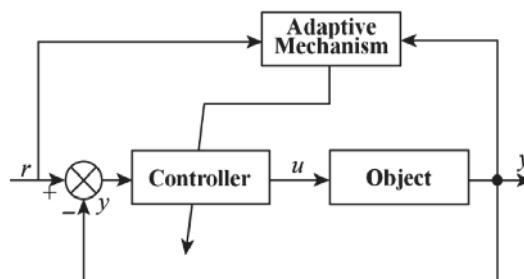 Adaptive
Mechanism
r
+
−
y
Controller
u
Object
y